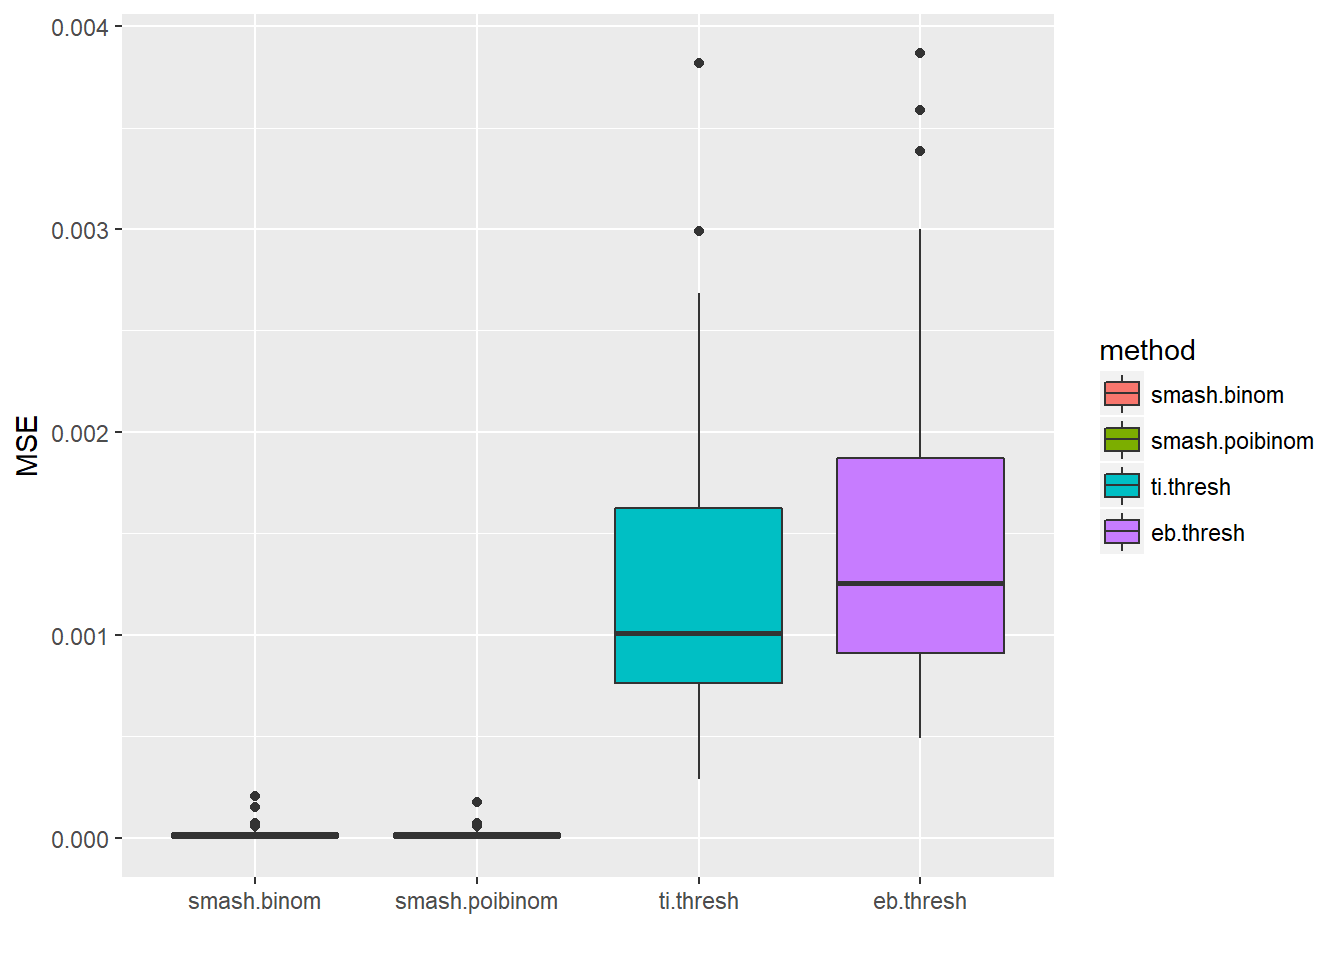 0.004
0.003
0.002
0.001
0.000
MSE
smash.binom
smash.poibinom
ti.thresh
eb.thresh
method
smash.binom
smash.poibinom
ti.thresh
eb.thresh